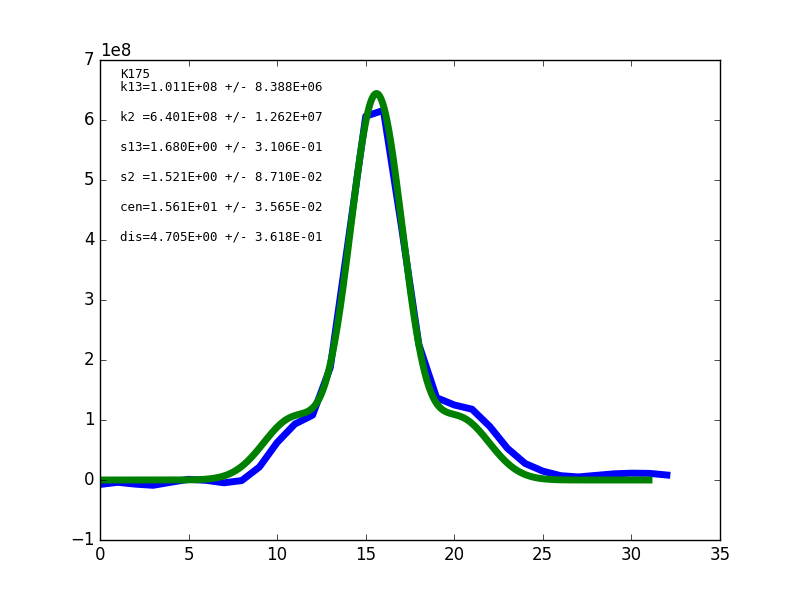 1e8
7
K175
k13=1.011E+08 +/- 8.388E+06
6
k2 =6.401E+08 +/- 1.262E+07
s13=1.680E+00 +/- 3.106E-01
5
s2 =1.521E+00 +/- 8.710E-02
cen=1.561E+01 +/- 3.565E-02
4
dis=4.705E+00 +/- 3.618E-01
3
2
1
0
−1
0 5 10 15 20 25 30 35